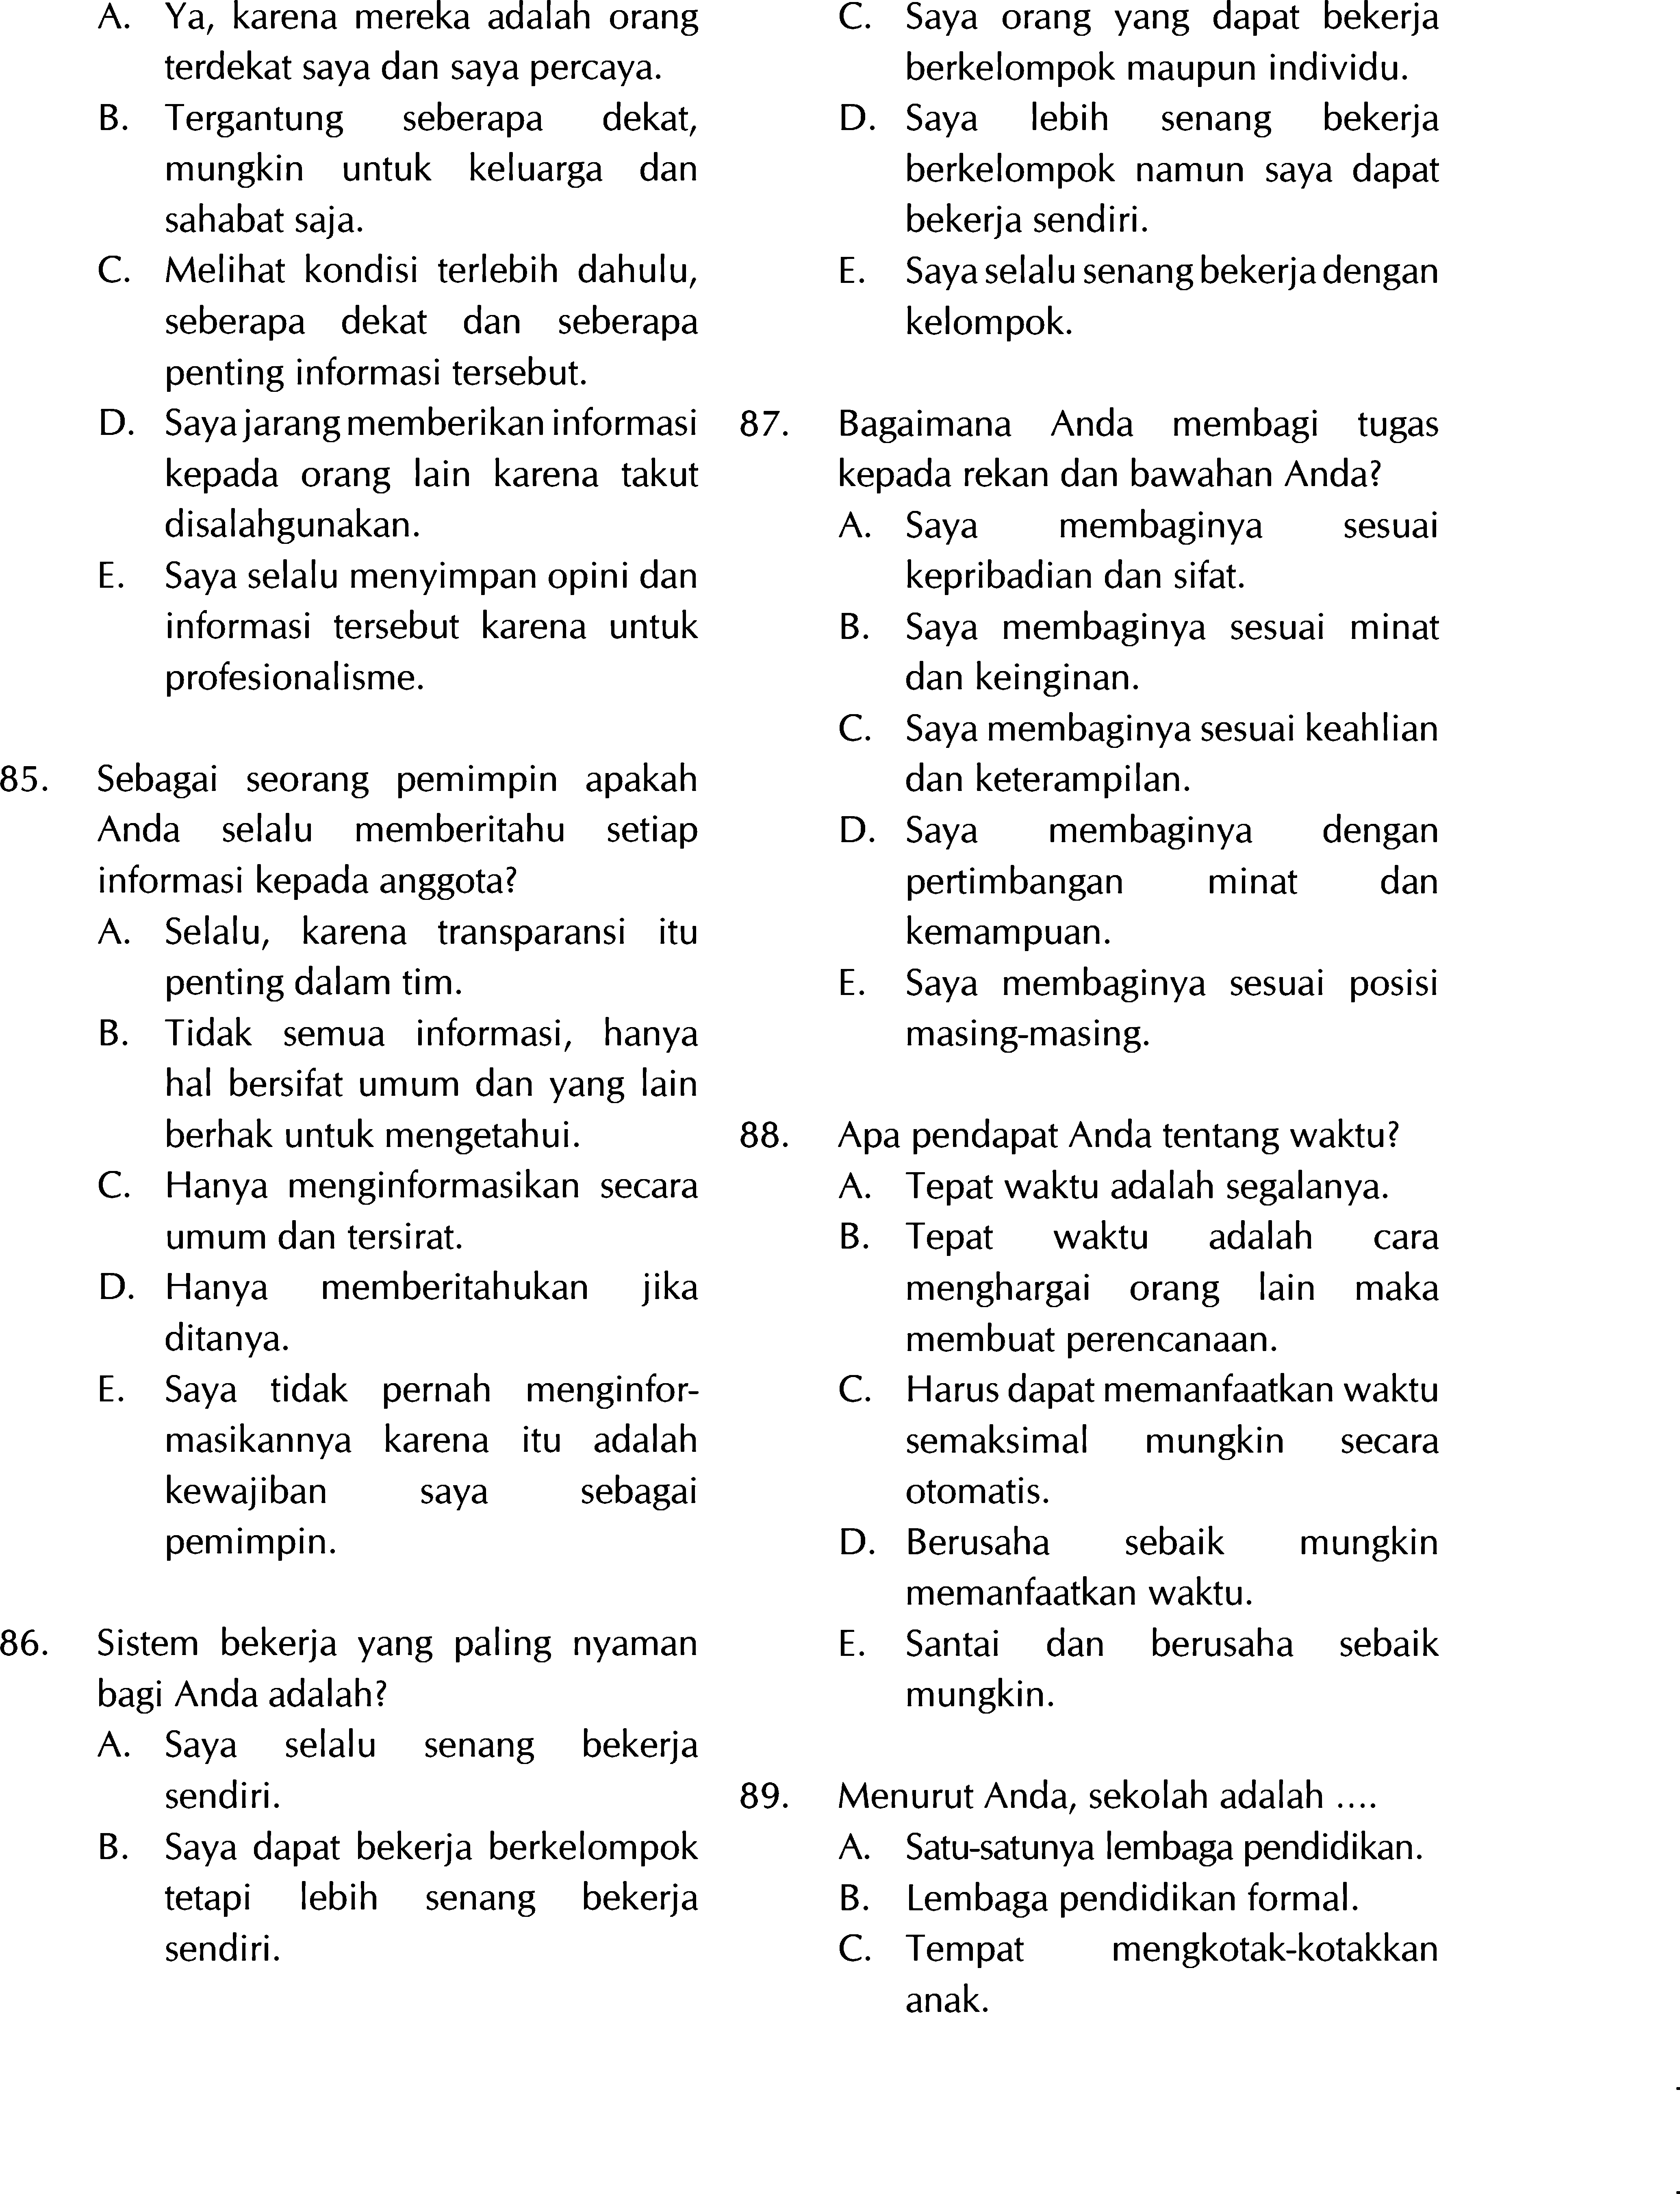 A. Ya, karena mereka adalah orang
terdekat saya dan saya percaya.
B. Tergantung seberapa dekat,
mungkin untuk keluarga dan
sahabat saja.
C. Melihat kondisi terlebih dahulu,
seberapa dekat dan seberapa
penting informasi tersebut.
D. Saya jarang memberikan informasi
kepada orang lain karena takut
disalahgunakan.
E. Saya selalu menyimpan opini dan
informasi tersebut karena untuk
profesionalisme.
85. Sebagai seorang pemimpin apakah
Anda selalu memberitahu setiap
informasi kepada anggota?
A. Selalu, karena transparansi itu
penting dalam tim.
B. Tidak semua informasi, hanya
hal bersifat umum dan yang lain
berhak untuk mengetahui.
C. Hanya menginformasikan secara
umum dan tersirat.
D. Hanya memberitahukan jika
ditanya.
E. Saya tidak pernah menginfor-
masikannya karena itu adalah
kewajiban saya sebagai
pemimpin.
86. Sistem bekerja yang paling nyaman
bagi Anda adalah?
A. Saya selalu senang bekerja
sendiri.
B. Saya dapat bekerja berkelompok
tetapi lebih senang bekerja
sendiri.
C. Saya orang yang dapat bekerja
berkelompok maupun individu.
D. Saya lebih senang bekerja
berkelompok namun saya dapat
bekerja sendiri.
E. Saya selalu senang bekerja dengan
kelompok.
87. Bagaimana Anda membagi tugas
kepada rekan dan bawahan Anda?
A. Saya membaginya sesuai
kepribadian dan sifat.
B. Saya membaginya sesuai minat
dan keinginan.
C. Saya membaginya sesuai keahlian
dan keterampilan.
D. Saya membaginya dengan
pertimbangan minat dan
kemampuan.
E. Saya membaginya sesuai posisi
masing-masing.
88. Apa pendapat Anda tentang waktu?
A. Tepat waktu adalah segalanya.
B. Tepat waktu adalah cara
menghargai orang lain maka
membuat perencanaan.
C. Harus dapat memanfaatkan waktu
semaksimal mungkin secara
otomatis.
D. Berusaha sebaik mungkin
memanfaatkan waktu.
E. Santai dan berusaha sebaik
mungkin.
89. Menurut Anda, sekolah adalah ....
A. Satu-satunya lembaga pendidikan.
B. Lembaga pendidikan formal.
C. Tempat mengkotak-kotakkan
anak.